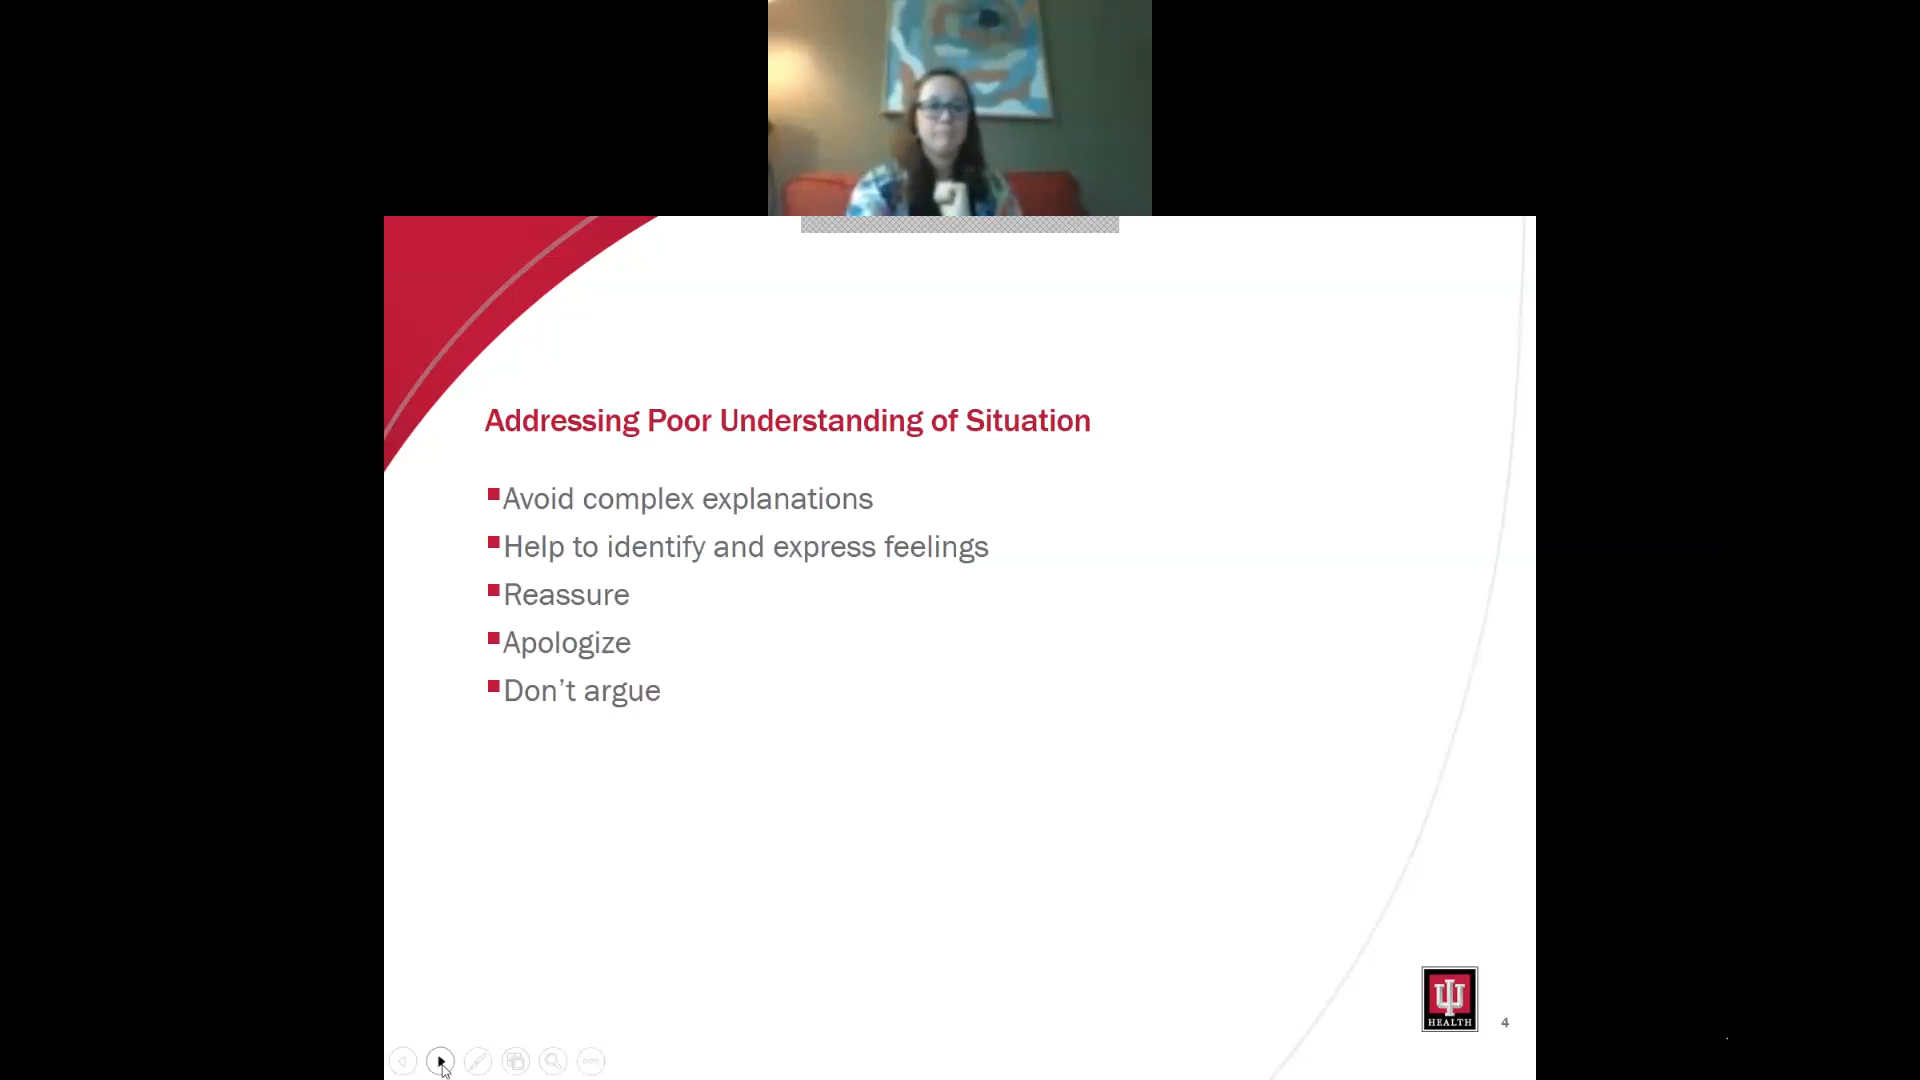 Addressing Poor Understanding of Situation
Avoid complex explanations
Help to identify and express feelings
Reassure
Apologize
Don’t argue
HEALTH
4